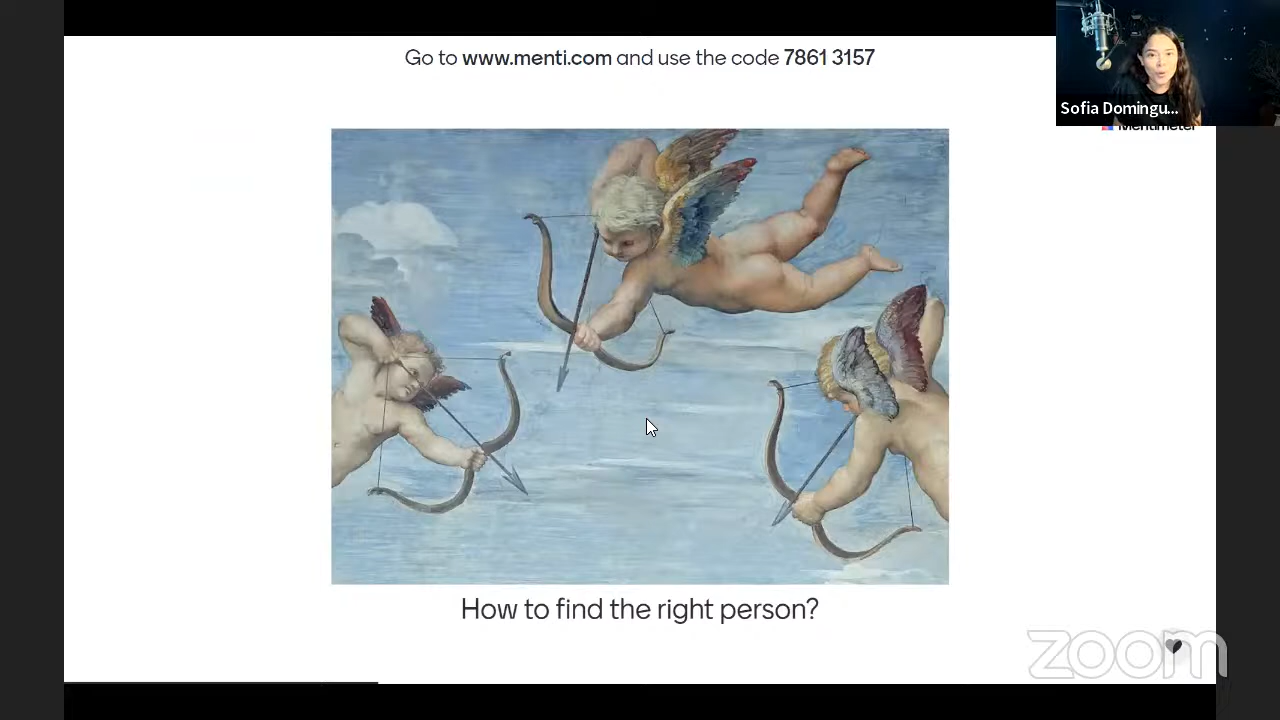 Go to www.menti.com and use the code 7861 3157
Sofia Domingu...
Mentimeter
How to find the right person?
zoom